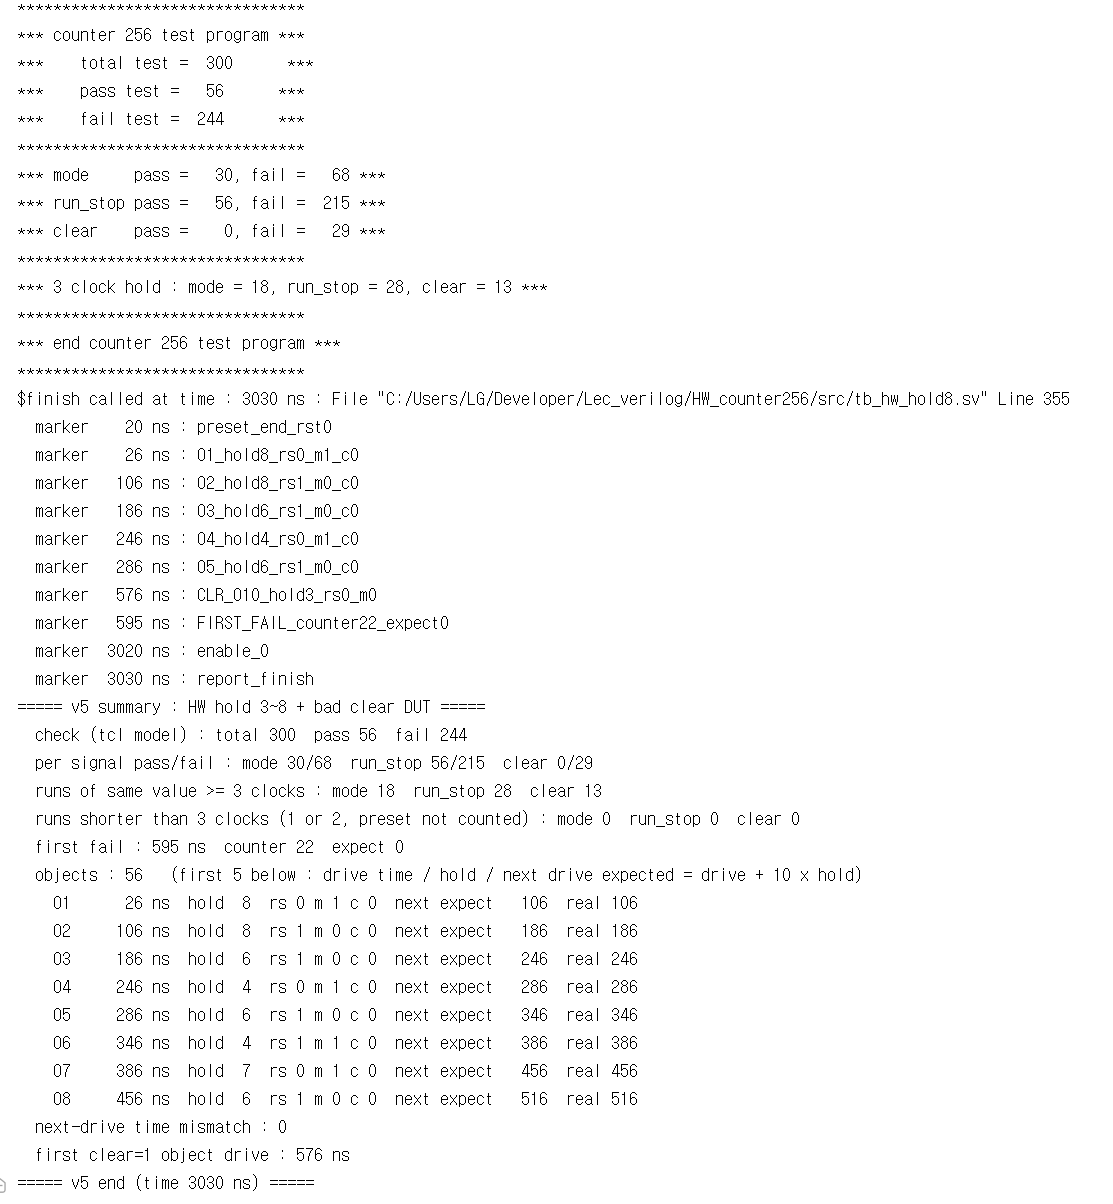 ********************************
*** counter 256 test program ***
***    total test =  300      ***
***    pass test =   56      ***
***    fail test =  244      ***
********************************
*** mode     pass =   30, fail =   68 ***
*** run_stop pass =   56, fail =  215 ***
*** clear    pass =    0, fail =   29 ***
********************************
*** 3 clock hold : mode = 18, run_stop = 28, clear = 13 ***
********************************
*** end counter 256 test program ***
********************************
$finish called at time : 3030 ns : File "C:/Users/LG/Developer/Lec_verilog/HW_counter256/src/tb_hw_hold8.sv" Line 355
  marker    20 ns : preset_end_rst0
  marker    26 ns : 01_hold8_rs0_m1_c0
  marker   106 ns : 02_hold8_rs1_m0_c0
  marker   186 ns : 03_hold6_rs1_m0_c0
  marker   246 ns : 04_hold4_rs0_m1_c0
  marker   286 ns : 05_hold6_rs1_m0_c0
  marker   576 ns : CLR_010_hold3_rs0_m0
  marker   595 ns : FIRST_FAIL_counter22_expect0
  marker  3020 ns : enable_0
  marker  3030 ns : report_finish
===== v5 summary : HW hold 3~8 + bad clear DUT =====
  check (tcl model) : total 300  pass 56  fail 244
  per signal pass/fail : mode 30/68  run_stop 56/215  clear 0/29
  runs of same value >= 3 clocks : mode 18  run_stop 28  clear 13
  runs shorter than 3 clocks (1 or 2, preset not counted) : mode 0  run_stop 0  clear 0
  first fail : 595 ns  counter 22  expect 0
  objects : 56   (first 5 below : drive time / hold / next drive expected = drive + 10 x hold)
    01     26 ns  hold  8  rs 0 m 1 c 0  next expect   106  real 106
    02    106 ns  hold  8  rs 1 m 0 c 0  next expect   186  real 186
    03    186 ns  hold  6  rs 1 m 0 c 0  next expect   246  real 246
    04    246 ns  hold  4  rs 0 m 1 c 0  next expect   286  real 286
    05    286 ns  hold  6  rs 1 m 0 c 0  next expect   346  real 346
    06    346 ns  hold  4  rs 1 m 1 c 0  next expect   386  real 386
    07    386 ns  hold  7  rs 0 m 1 c 0  next expect   456  real 456
    08    456 ns  hold  6  rs 1 m 0 c 0  next expect   516  real 516
  next-drive time mismatch : 0
  first clear=1 object drive : 576 ns
===== v5 end (time 3030 ns) =====